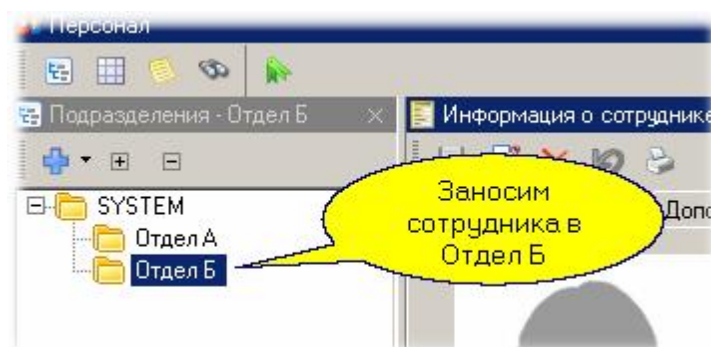 Персонал
Подразделения - Отдел Б
Информация о сотруднике
SYSTEM
Отдел А
Отдел Б
Заносим
сотрудника в
Отдел Б